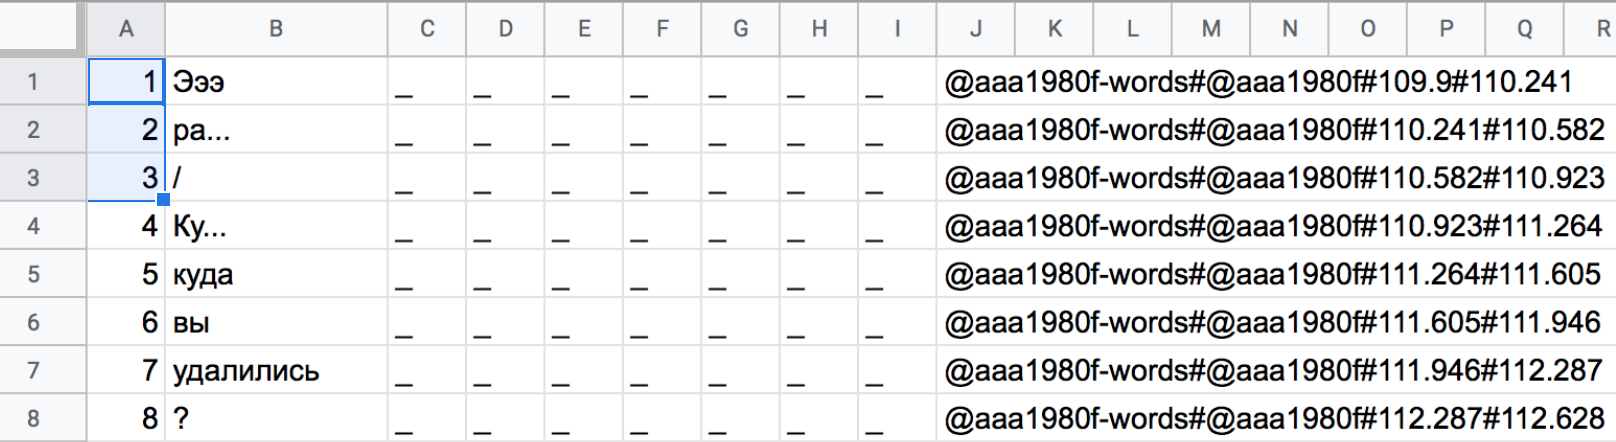 A B C D E F G H I J K L M N O P Q R
1 1 Эээ _ _ _ _ _ _ _ @aaa1980f-words#@aaa1980f#109.9#110.241
2 2 ра... _ _ _ _ _ _ _ @aaa1980f-words#@aaa1980f#110.241#110.582
3 3 / _ _ _ _ _ _ _ @aaa1980f-words#@aaa1980f#110.582#110.923
4 4 Ку... _ _ _ _ _ _ _ @aaa1980f-words#@aaa1980f#110.923#111.264
5 5 куда _ _ _ _ _ _ _ @aaa1980f-words#@aaa1980f#111.264#111.605
6 6 вы _ _ _ _ _ _ _ @aaa1980f-words#@aaa1980f#111.605#111.946
7 7 удалились _ _ _ _ _ _ _ @aaa1980f-words#@aaa1980f#111.946#112.287
8 8 ? _ _ _ _ _ _ _ @aaa1980f-words#@aaa1980f#112.287#112.628